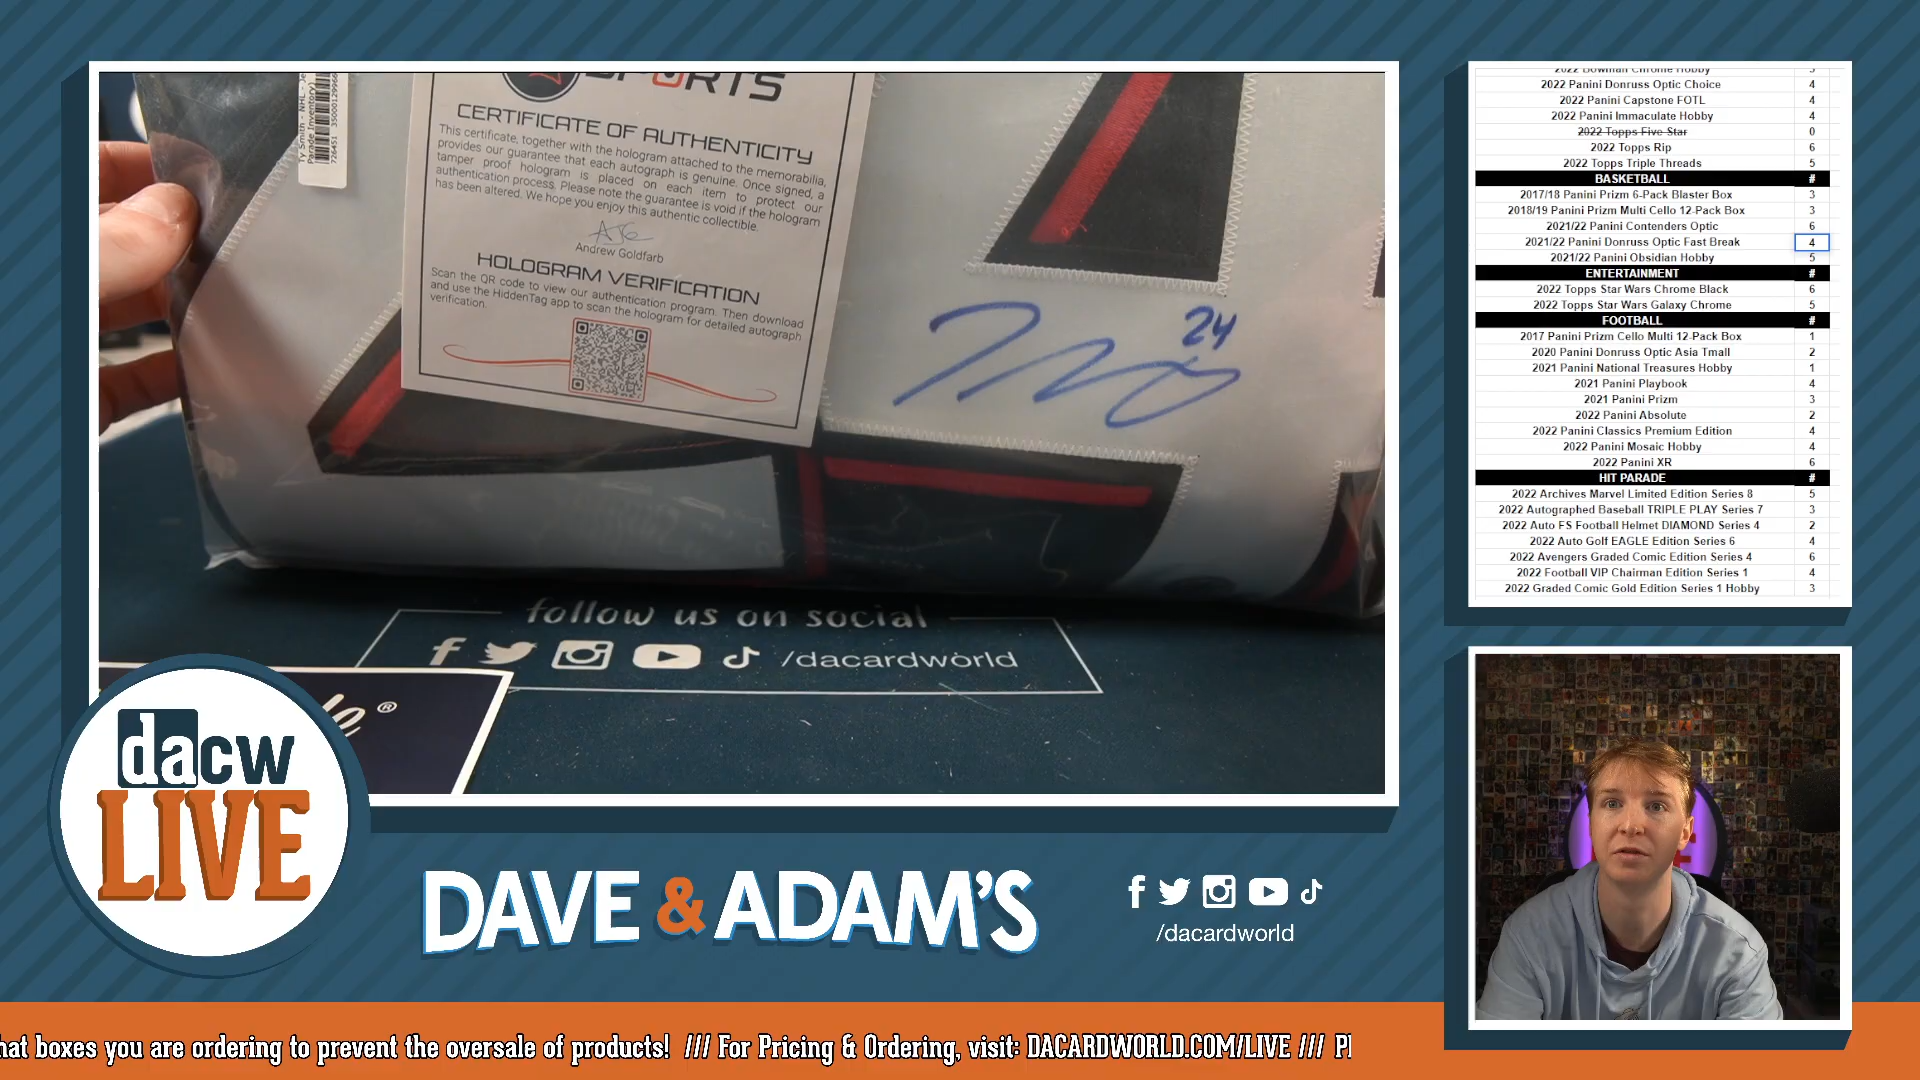 Ty Smith - NHL - Je
Parade Inventory)
726451
SPORTS
CERTIFICATE OF AUTHENTICITY
This certificate, together with the hologram attached to the memorabilia,
provides our guarantee that each autograph is genuine. Once signed, a
tamper proof hologram is placed on each item to protect our
authentication process. Please note the guarantee is void if the hologram
has been altered. We hope you enjoy this authentic collectible.
Andrew Goldfarb
HOLOGRAM VERIFICATION
Scan the QR code to view our authentication program. Then download
and use the HiddenTag app to scan the hologram for detailed autograph
verification.
24
follow us on social
/dacardworld
®
dacw
LIVE
DAVE & ADAM'S
/dacardworld
2022 Bowman Chrome Hobby
2022 Panini Donruss Optic Choice 4
2022 Panini Capstone FOTL 4
2022 Panini Immaculate Hobby 4
2022 Topps Five Star 0
2022 Topps Rip 6
2022 Topps Triple Threads 5
BASKETBALL #
2017/18 Panini Prizm 6-Pack Blaster Box 3
2018/19 Panini Prizm Multi Cello 12-Pack Box 3
2021/22 Panini Contenders Optic 6
2021/22 Panini Donruss Optic Fast Break 4
2021/22 Panini Obsidian Hobby 5
ENTERTAINMENT #
2022 Topps Star Wars Chrome Black 6
2022 Topps Star Wars Galaxy Chrome 5
FOOTBALL #
2017 Panini Prizm Cello Multi 12-Pack Box 1
2020 Panini Donruss Optic Asia Tmall 2
2021 Panini National Treasures Hobby 1
2021 Panini Playbook 4
2021 Panini Prizm 3
2022 Panini Absolute 2
2022 Panini Classics Premium Edition 4
2022 Panini Mosaic Hobby 4
2022 Panini XR 6
HIT PARADE #
2022 Archives Marvel Limited Edition Series 8 5
2022 Autographed Baseball TRIPLE PLAY Series 7 3
2022 Auto FS Football Helmet DIAMOND Series 4 2
2022 Auto Golf EAGLE Edition Series 6 4
2022 Avengers Graded Comic Edition Series 4 6
2022 Football VIP Chairman Edition Series 1 4
2022 Graded Comic Gold Edition Series 1 Hobby 3
hat boxes you are ordering to prevent the oversale of products! /// For Pricing & Ordering, visit: DACARDWORLD.COM/LIVE /// Pl